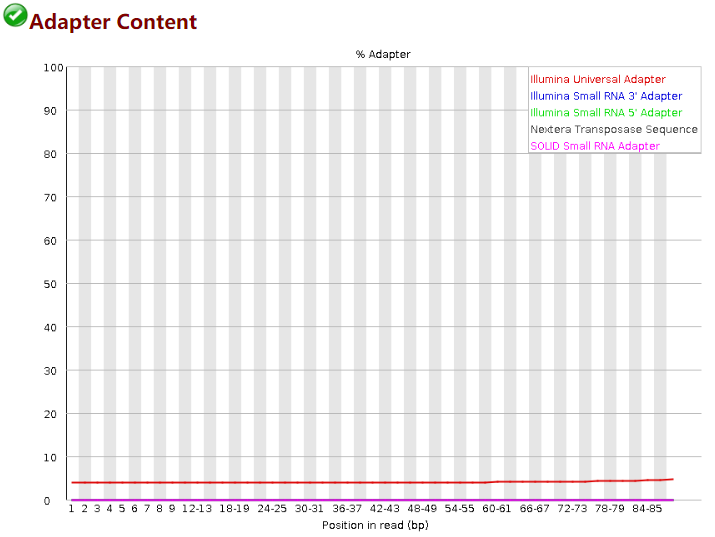 Adapter Content
% Adapter
100
90
80
70
60
50
40
30
20
10
0
Illumina Universal Adapter
Illumina Small RNA 3' Adapter
Illumina Small RNA 5' Adapter
Nextera Transposase Sequence
SOLID Small RNA Adapter
1 2 3 4 5 6 7 8 9 12-13 18-19 24-25 30-31 36-37 42-43 48-49 54-55 60-61 66-67 72-73 78-79 84-85
Position in read (bp)